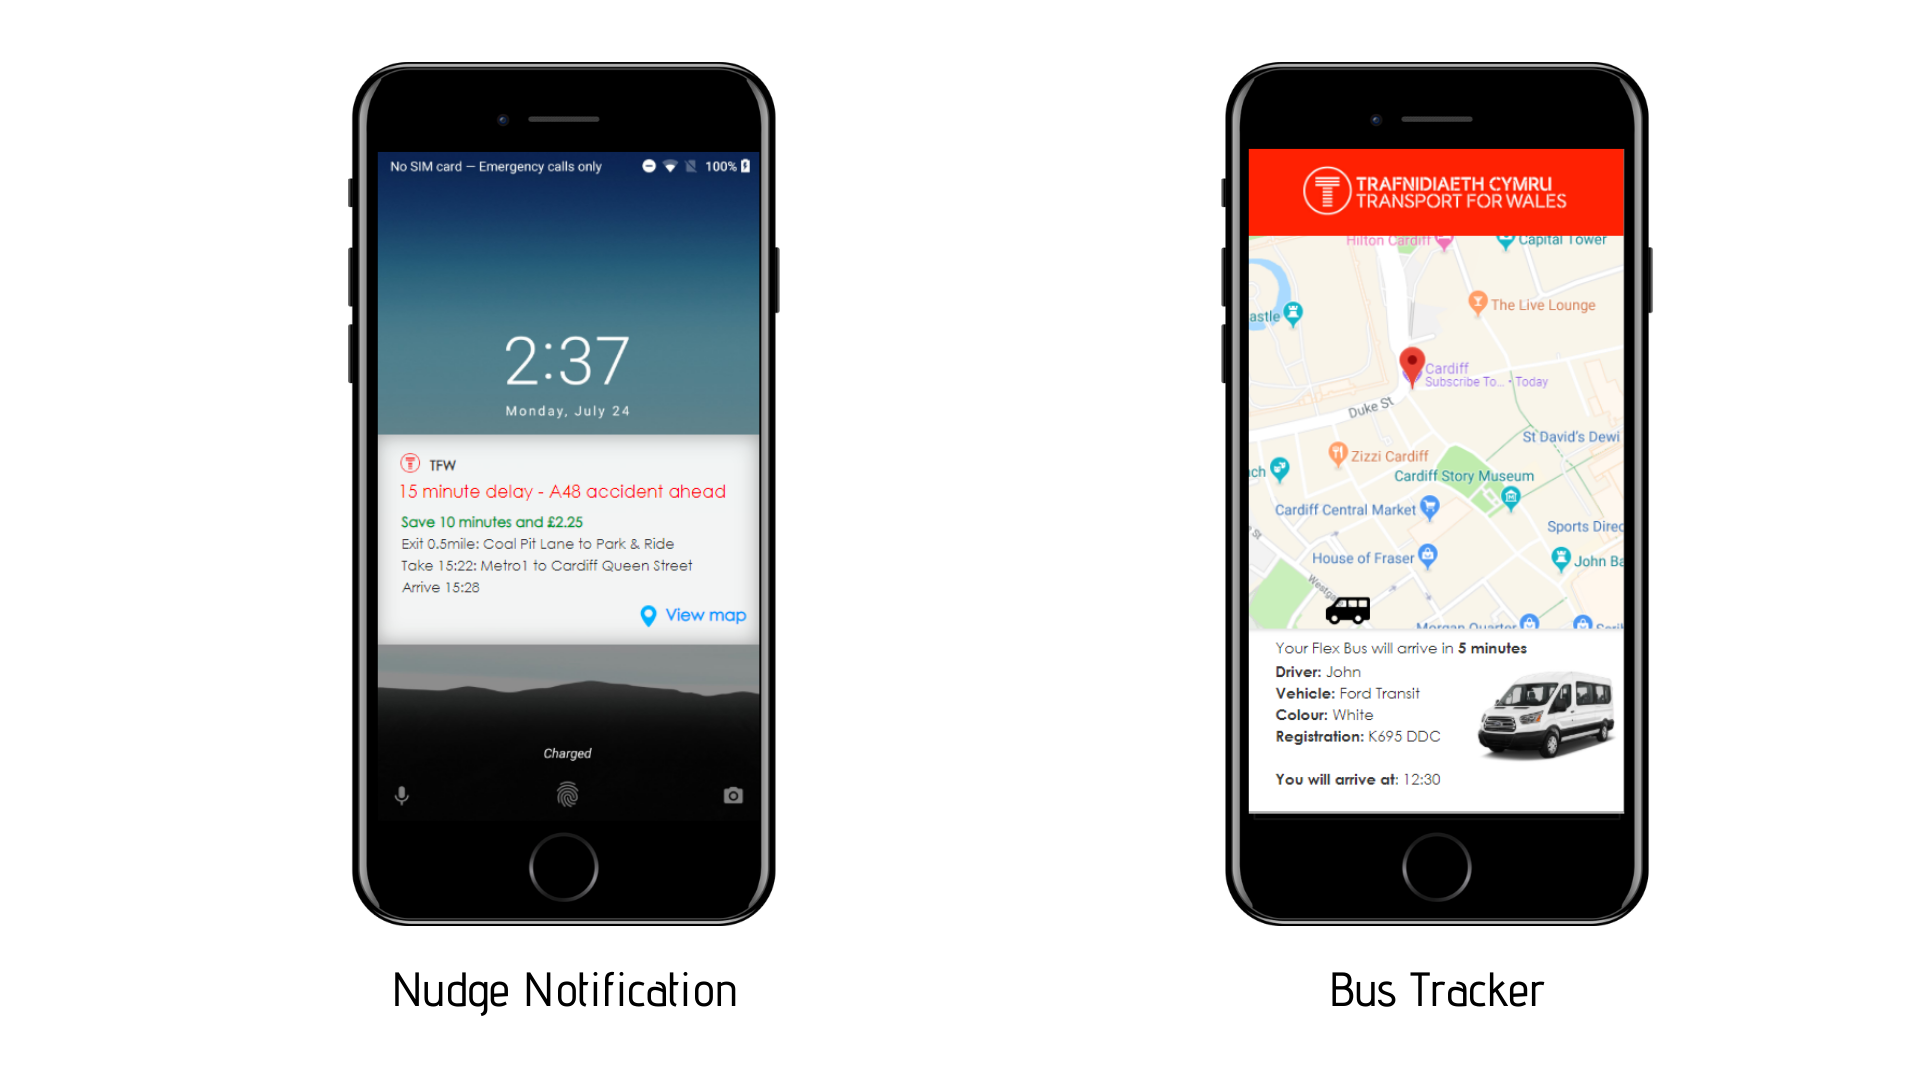 No SIM card — Emergency calls only 100%
2:37
Monday, July 24
TFW
15 minute delay - A48 accident ahead
Save 10 minutes and £2.25
Exit 0.5mile: Coal Pit Lane to Park & Ride
Take 15:22: Metro1 to Cardiff Queen Street
Arrive 15:28
View map
Charged
Nudge Notification
TRAFNIDIAETH CYMRU
TRANSPORT FOR WALES
Hilton Cardiff
Capital Tower
The Live Lounge
astle
Cardiff
Subscribe To... • Today
Duke St
St David's Dewi
Zizzi Cardiff
ch
Cardiff Story Museum
Cardiff Central Market
Sports Direc
St
House of Fraser
John Ba
Westga
Morgan Quarter
Your Flex Bus will arrive in 5 minutes
Driver: John
Vehicle: Ford Transit
Colour: White
Registration: K695 DDC
You will arrive at: 12:30
Bus Tracker